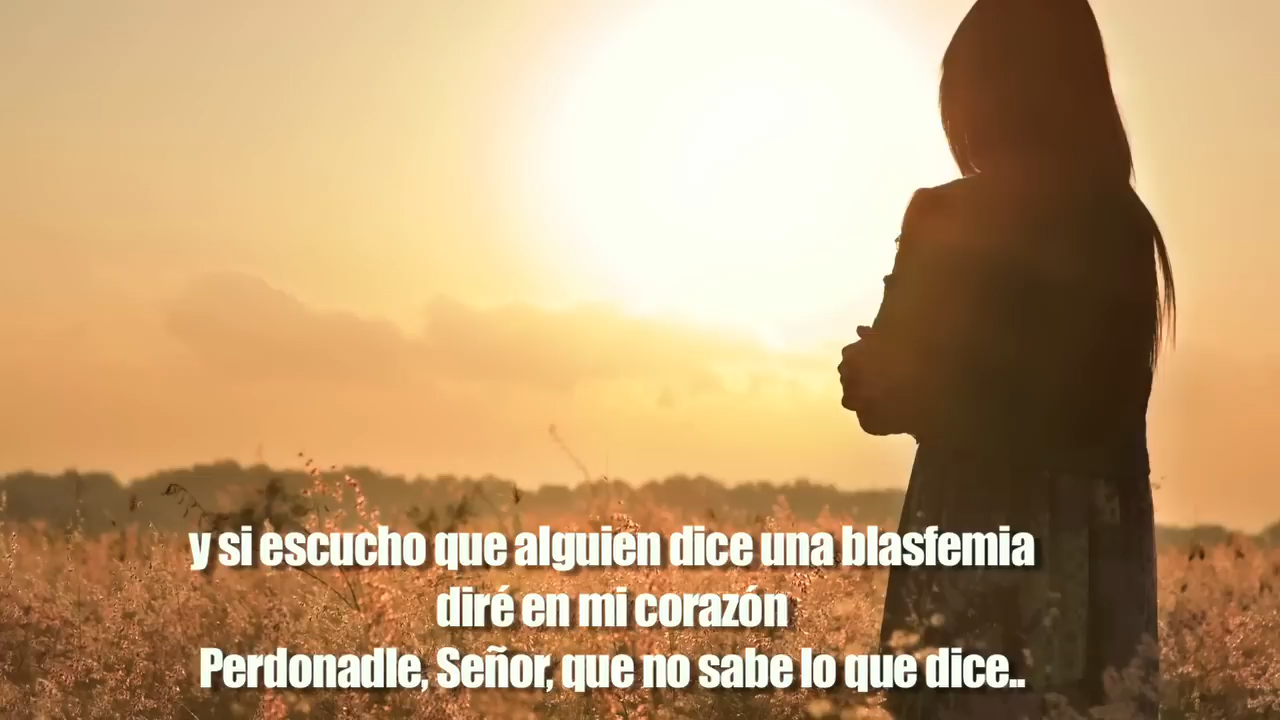 y si escucho que alguien dice una blasfemia
diré en mi corazón
Perdonadle, Señor, que no sabe lo que dice..